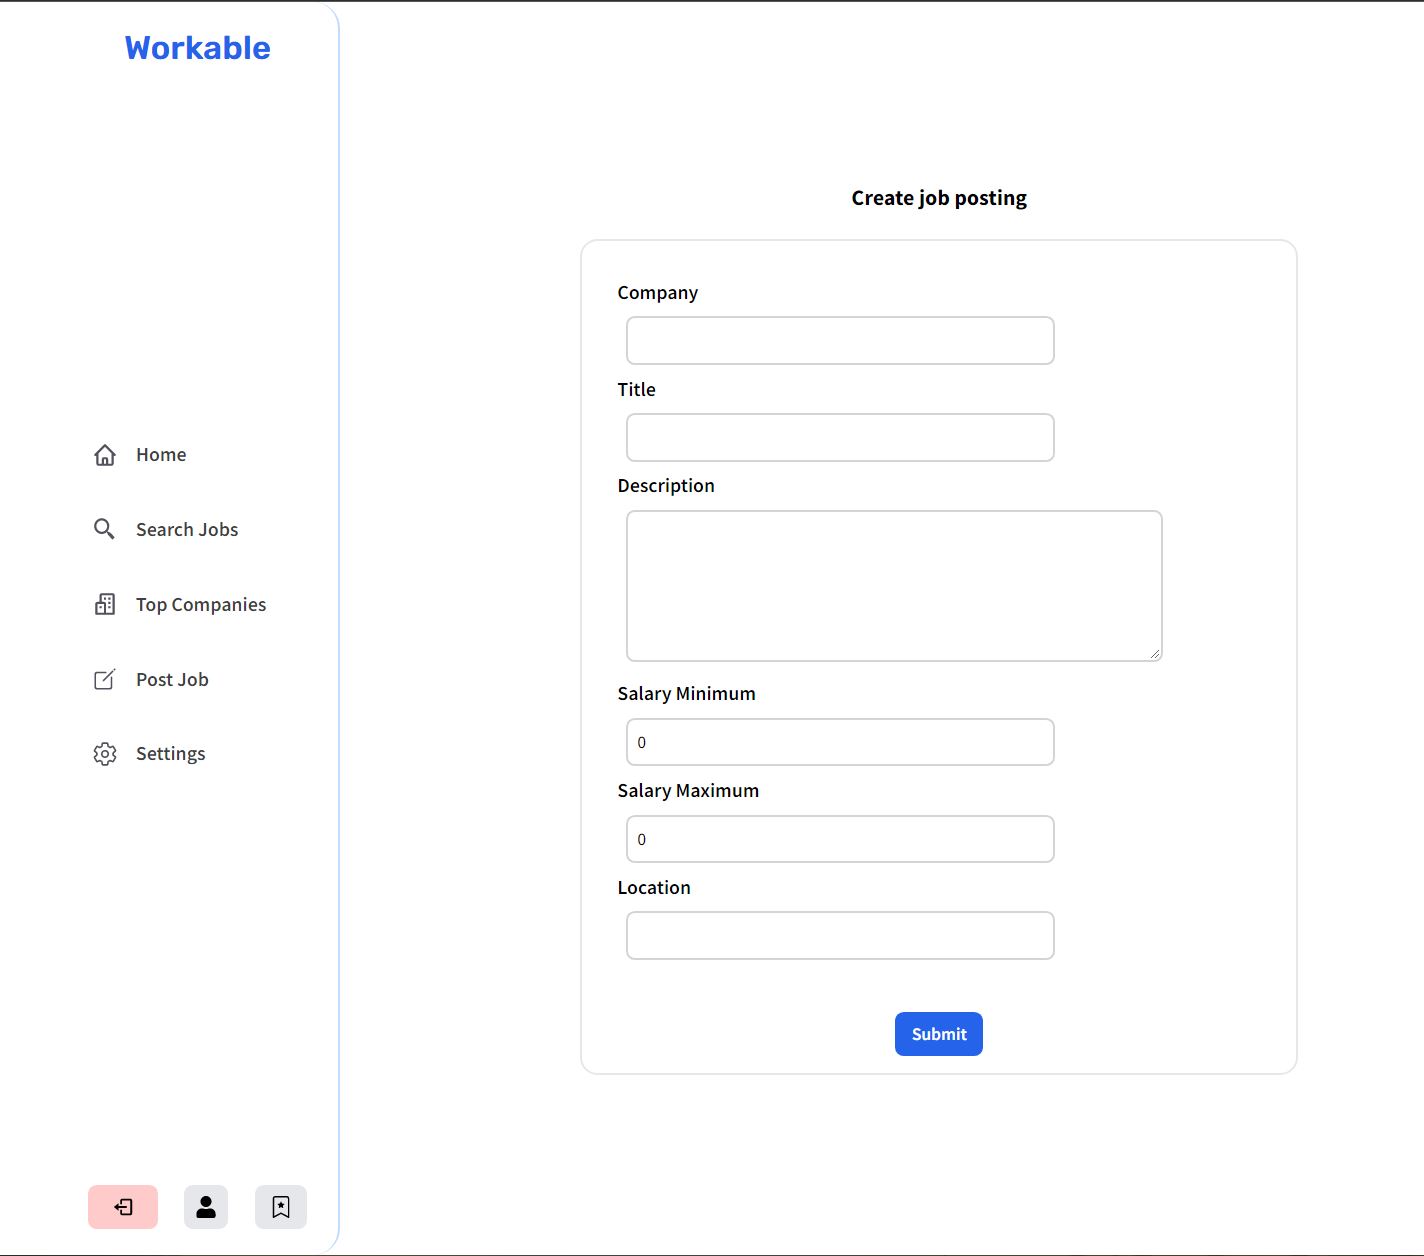 Workable
Home
Search Jobs
Top Companies
Post Job
Settings
Create job posting
Company
Title
Description
Salary Minimum
0
Salary Maximum
0
Location
Submit